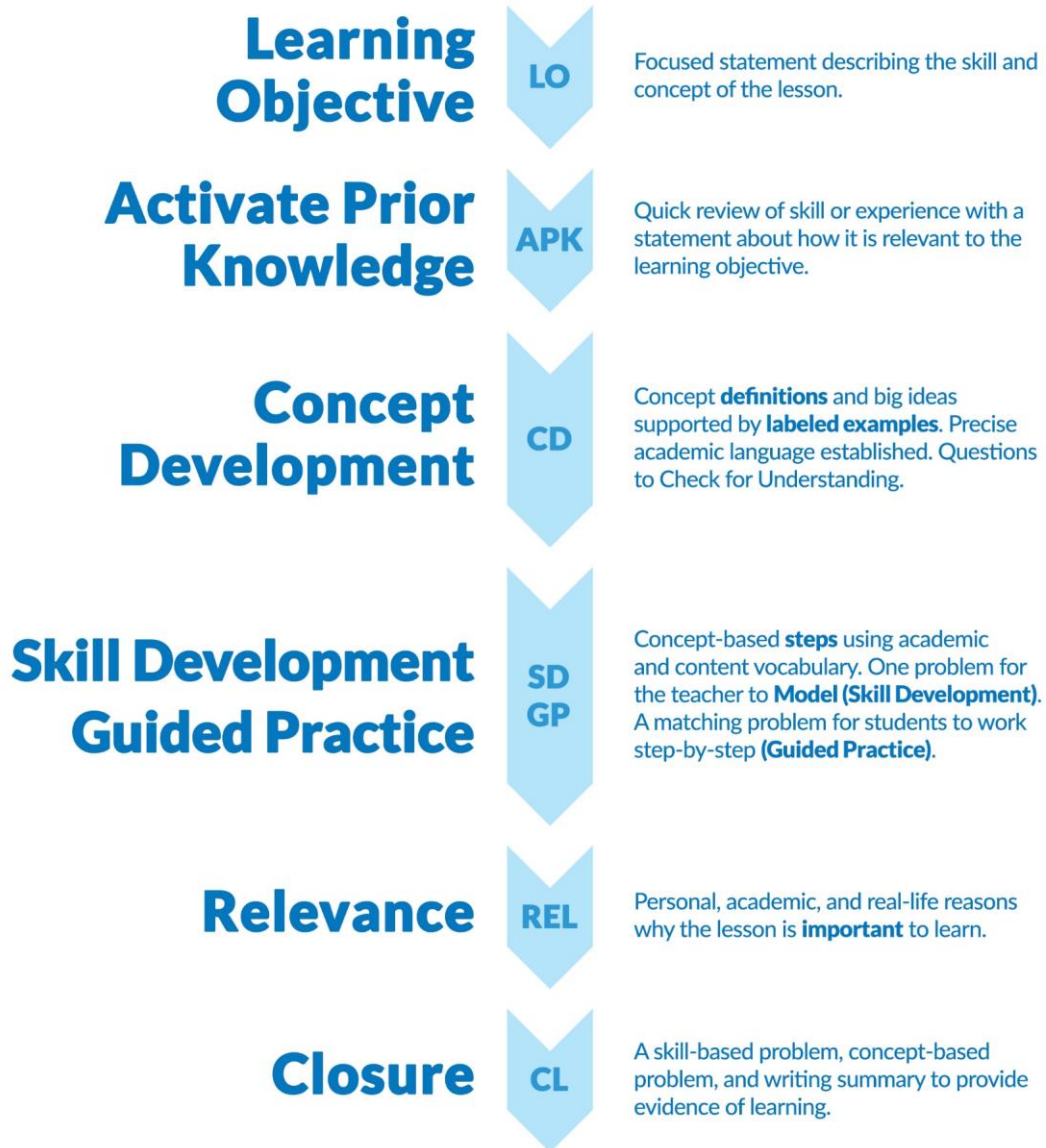 Learning
Objective
LO
Focused statement describing the skill and
concept of the lesson.
Activate Prior
Knowledge
APK
Quick review of skill or experience with a
statement about how it is relevant to the
learning objective.
Concept
Development
CD
Concept definitions and big ideas
supported by labeled examples. Precise
academic language established. Questions
to Check for Understanding.
Skill Development
Guided Practice
SD
GP
Concept-based steps using academic
and content vocabulary. One problem for
the teacher to Model (Skill Development).
A matching problem for students to work
step-by-step (Guided Practice).
Relevance
REL
Personal, academic, and real-life reasons
why the lesson is important to learn.
Closure
CL
A skill-based problem, concept-based
problem, and writing summary to provide
evidence of learning.